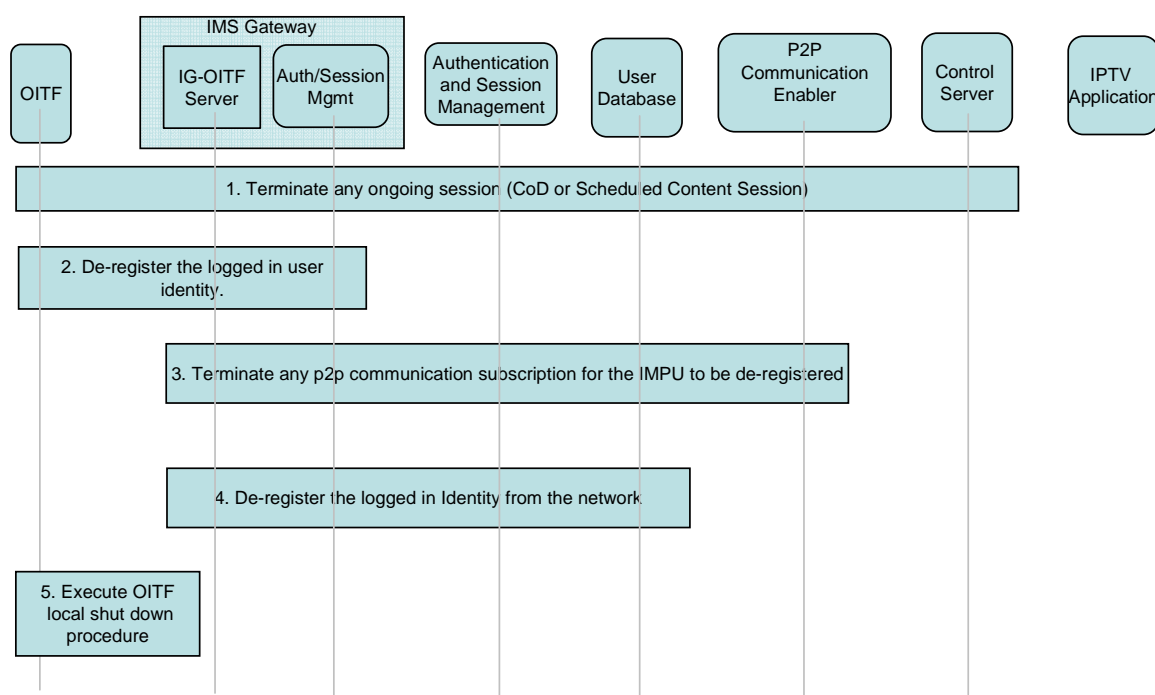 IMS Gateway
OITF
IG-OITF
Server
Auth/Session
Mgmt
Authentication
and Session
Management
User
Database
P2P
Communication
Enabler
Control
Server
IPTV
Application
1. Terminate any ongoing session (CoD or Scheduled Content Session)
2. De-register the logged in user
identity.
3. Terminate any p2p communication subscription for the IMPU to be de-registered
4. De-register the logged in Identity from the network
5. Execute OITF
local shut down
procedure